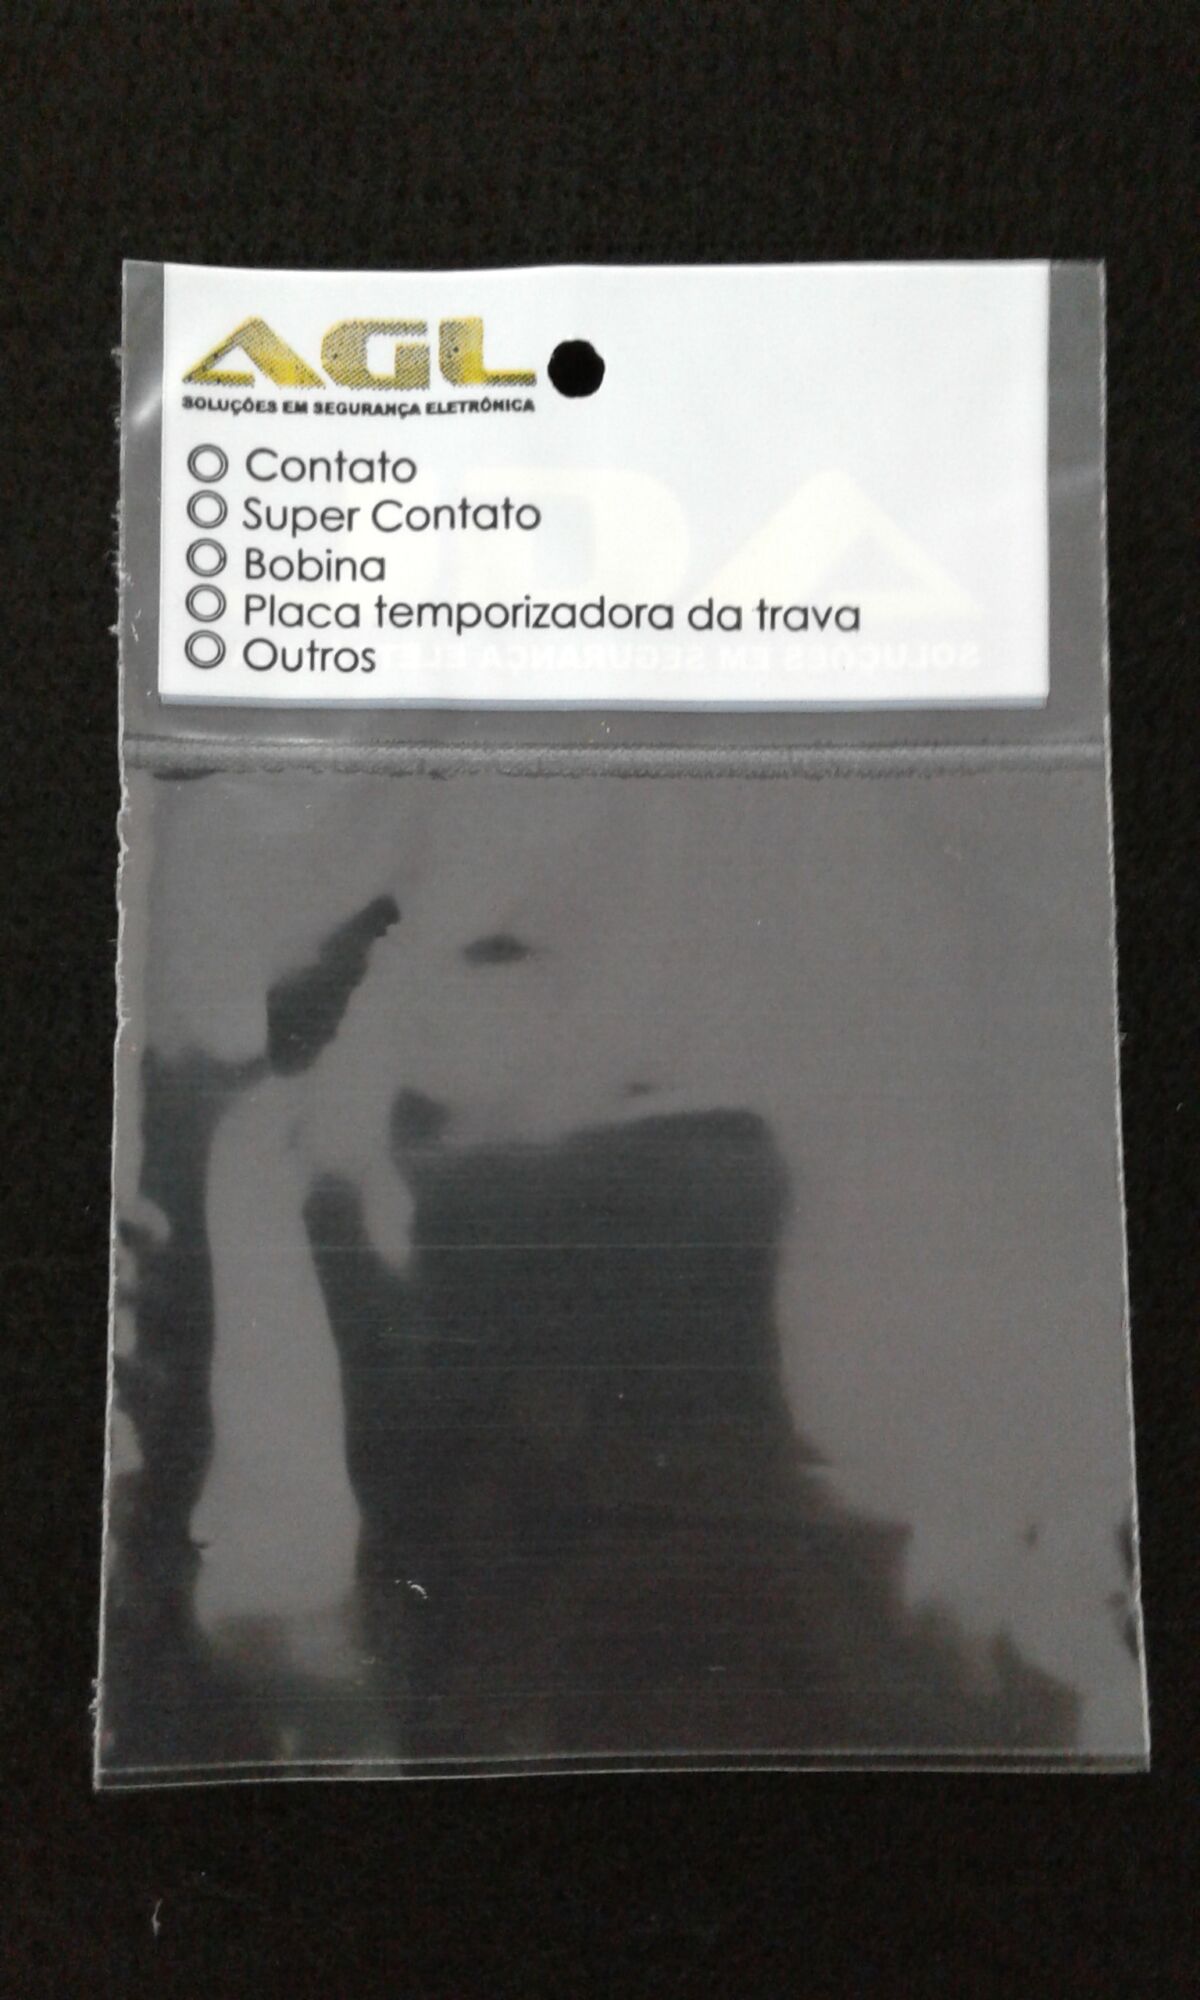 AGL
SOLUÇÕES EM SEGURANÇA ELETRÔNICA
Contato
Super Contato
Bobina
Placa temporizadora da trava
Outros